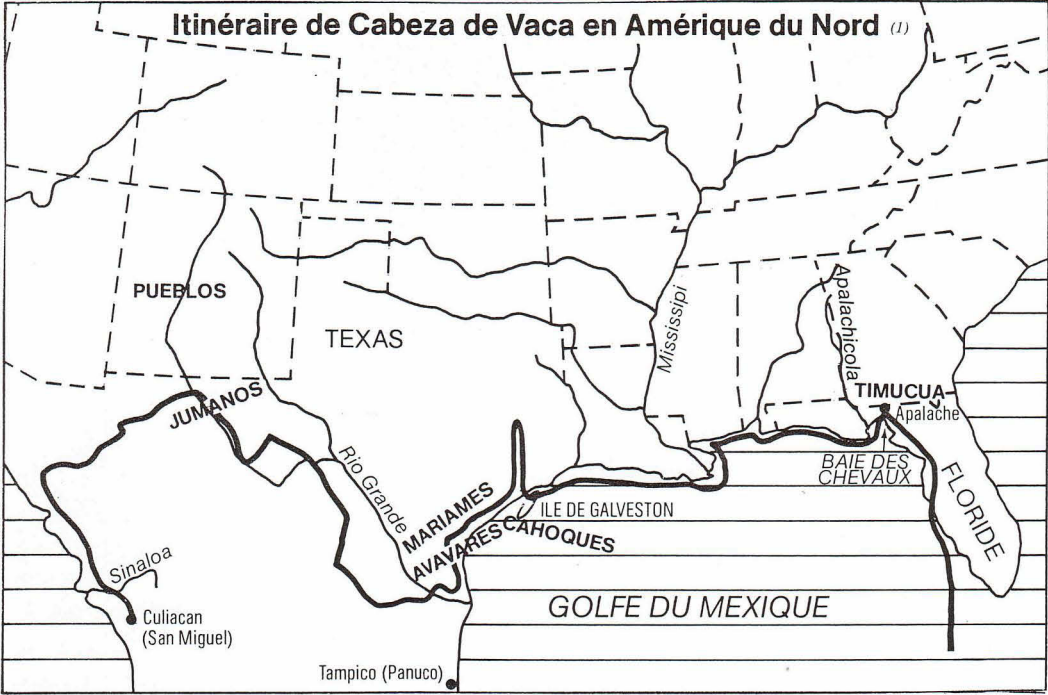 Itinéraire de Cabeza de Vaca en Amérique du Nord (1)
PUEBLOS
TEXAS
Mississipi
Apalachicola
TIMUCUA
Apalache
JUMANOS
BAIE DES
CHEVAUX
FLORIDE
Rio Grande
MARIAMES
ILE DE GALVESTON
CAHOQUES
AVAVARES
Sinaloa
GOLFE DU MEXIQUE
Culiacan
(San Miguel)
Tampico (Panuco)